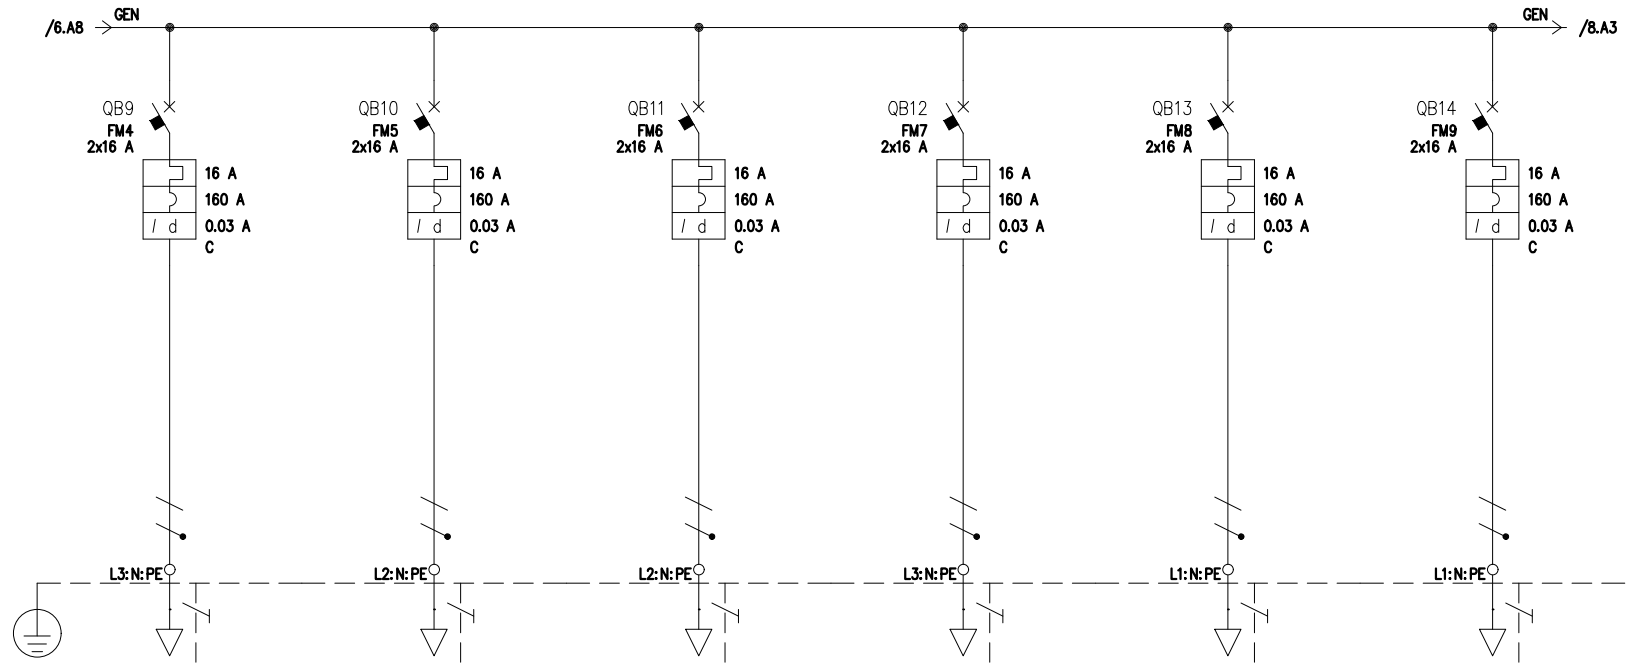 /6.A8 GEN GEN /8.A3
QB9
FM4
2x16 A
16 A
160 A
I d 0.03 A
C
L3:N:PE
QB10
FM5
2x16 A
16 A
160 A
I d 0.03 A
C
L2:N:PE
QB11
FM6
2x16 A
16 A
160 A
I d 0.03 A
C
L2:N:PE
QB12
FM7
2x16 A
16 A
160 A
I d 0.03 A
C
L3:N:PE
QB13
FM8
2x16 A
16 A
160 A
I d 0.03 A
C
L1:N:PE
QB14
FM9
2x16 A
16 A
160 A
I d 0.03 A
C
L1:N:PE